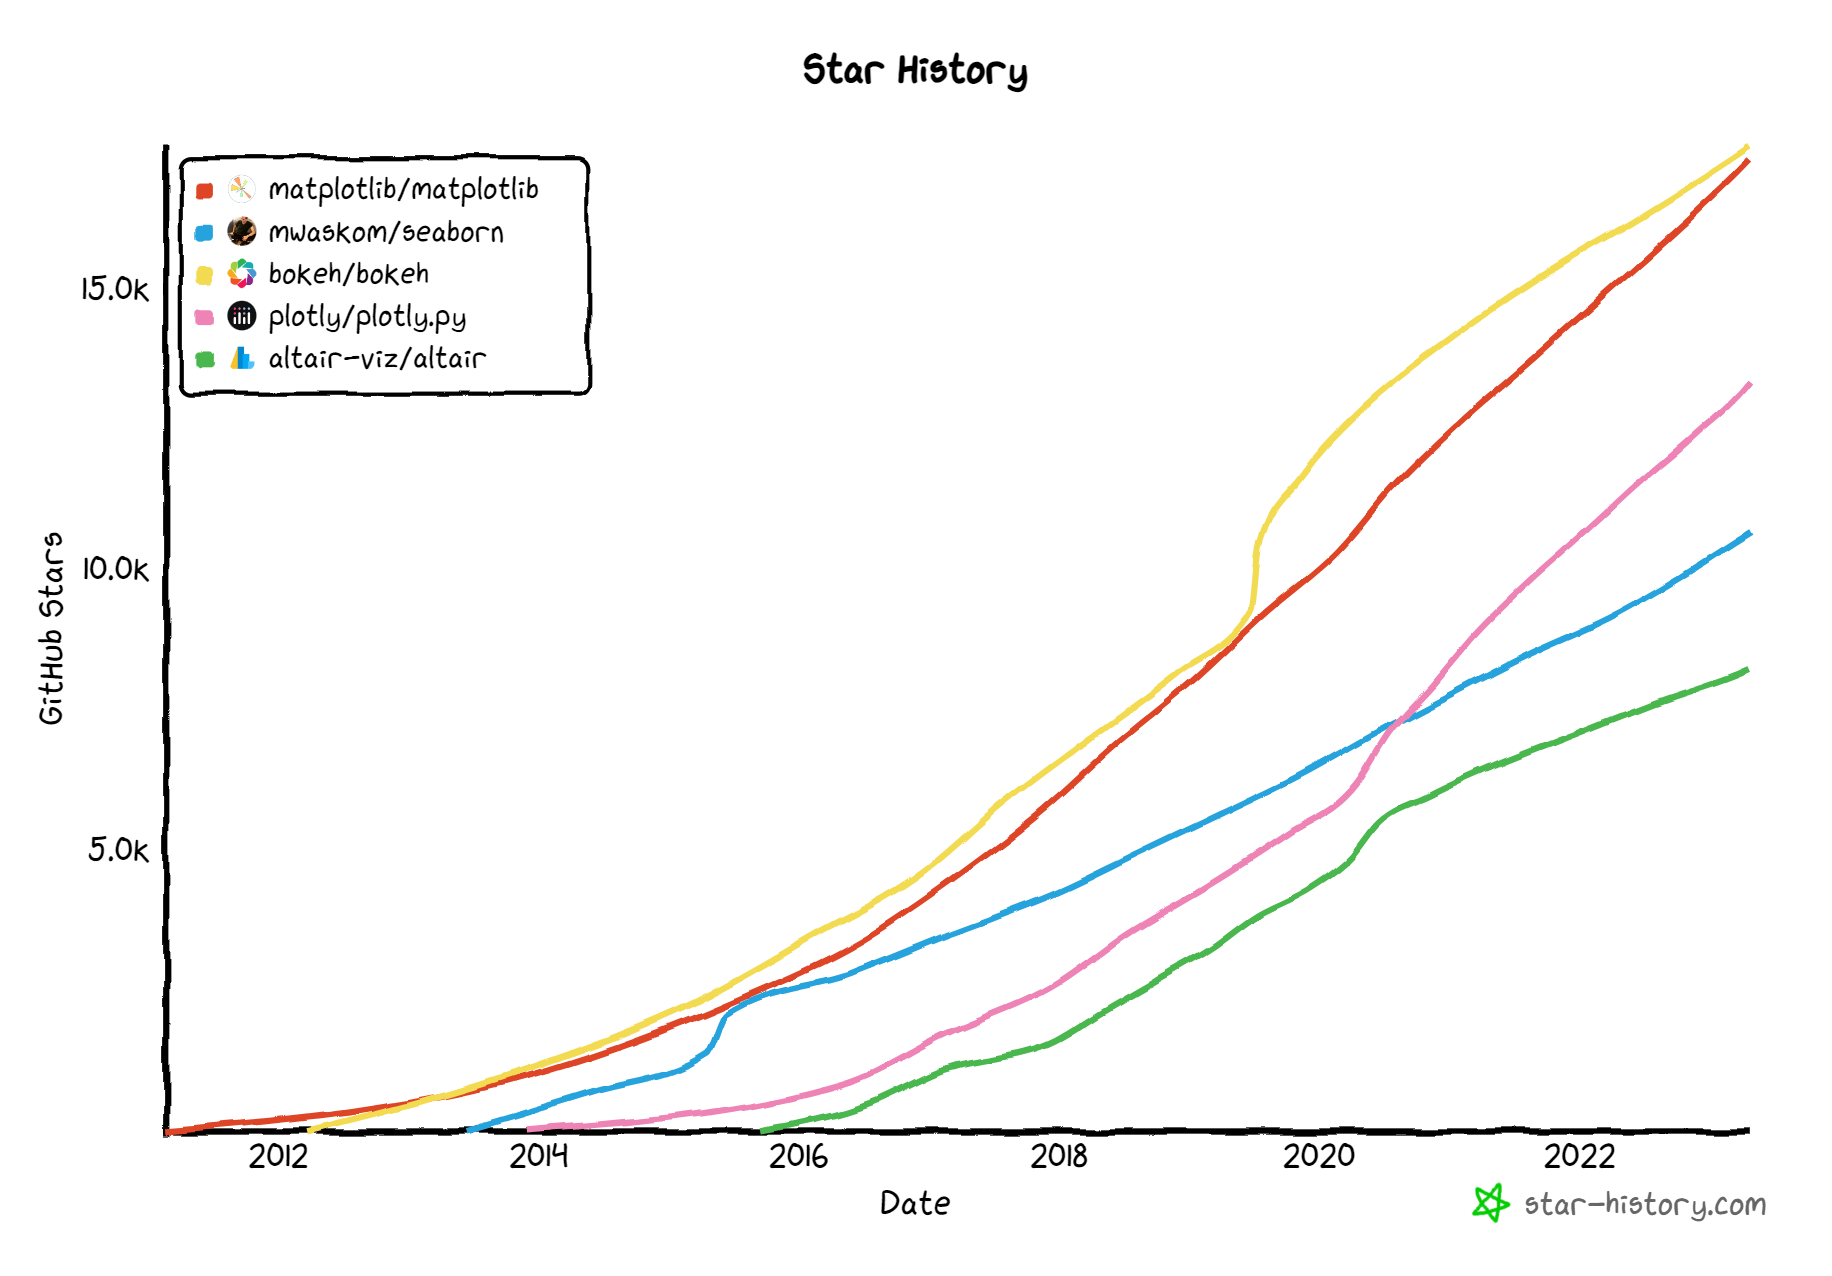 Star History
matplotlib/matplotlib
mwaskom/seaborn
bokeh/bokeh
plotly/plotly.py
altair-viz/altair
15.0K
10.0K
5.0K
GitHub Stars
2012 2014 2016 2018 2020 2022
Date
star-history.com